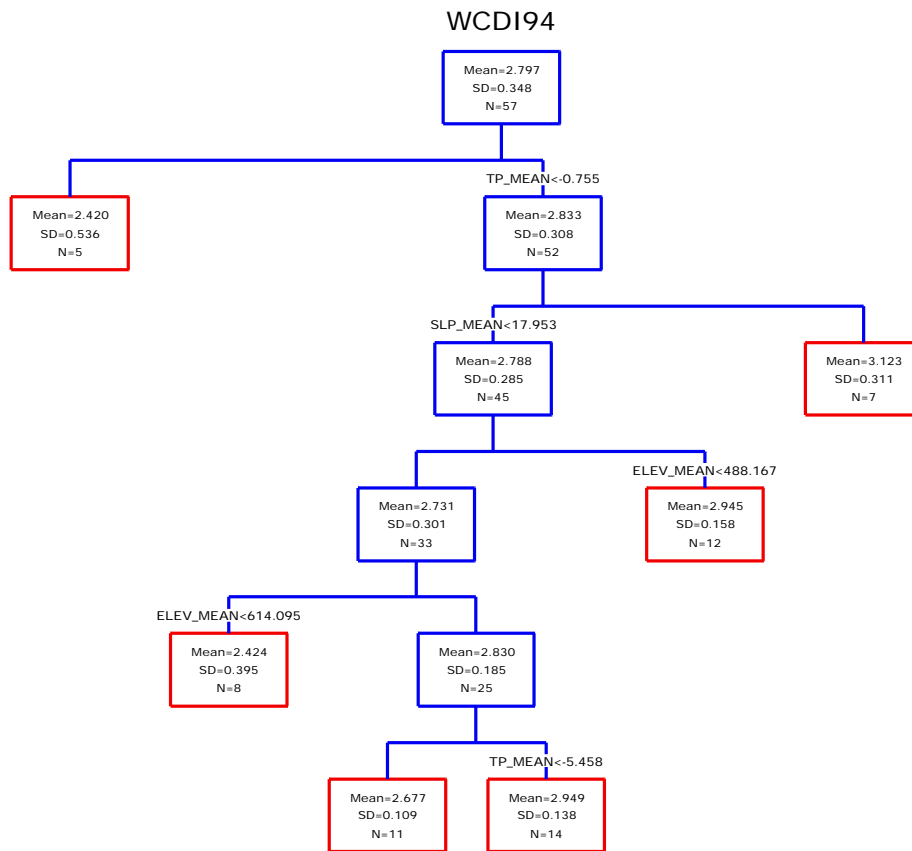 WCDI94
Mean=2.797
SD=0.348
N=57
TP_MEAN<-0.755
Mean=2.420
SD=0.536
N=5
Mean=2.833
SD=0.308
N=52
SLP_MEAN<17.953
Mean=2.788
SD=0.285
N=45
Mean=3.123
SD=0.311
N=7
ELEV_MEAN<488.167
Mean=2.731
SD=0.301
N=33
Mean=2.945
SD=0.158
N=12
ELEV_MEAN<614.095
Mean=2.424
SD=0.395
N=8
Mean=2.830
SD=0.185
N=25
TP_MEAN<-5.458
Mean=2.677
SD=0.109
N=11
Mean=2.949
SD=0.138
N=14